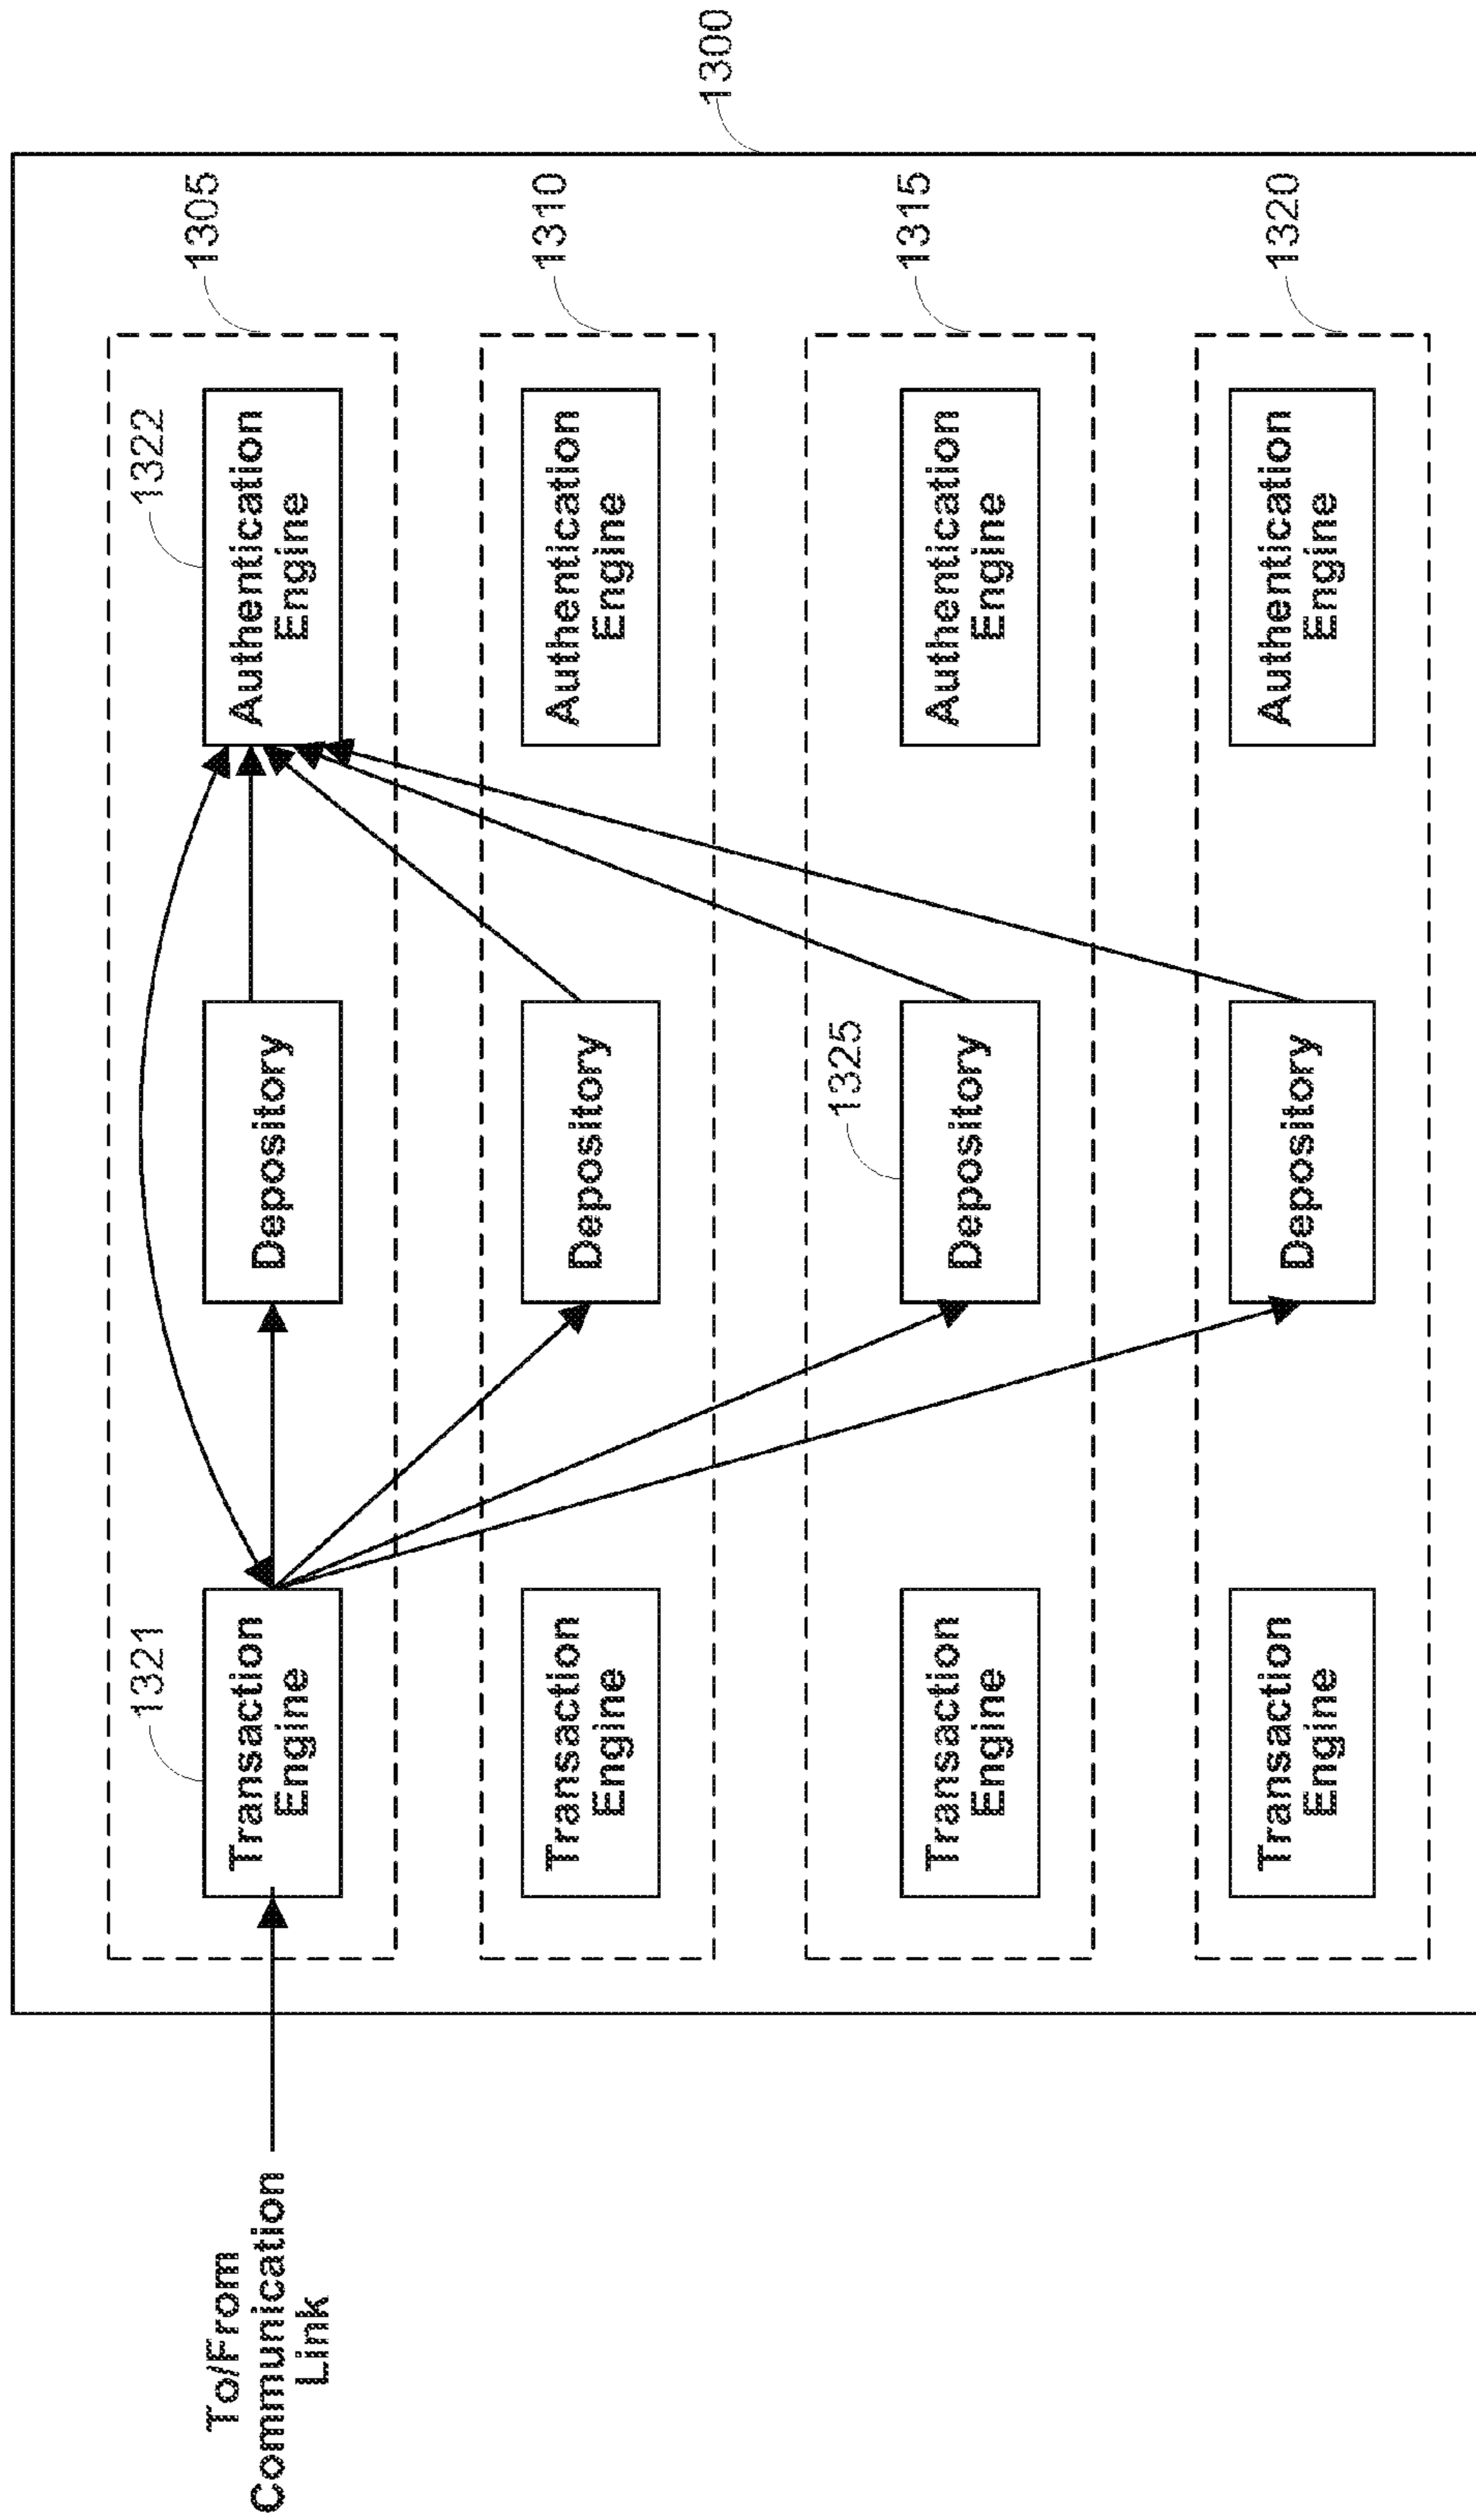 1300
1305
1322
Authentication
Engine
Depository
1321
Transaction
Engine
To/From
Communication
Link
1310
Authentication
Engine
Depository
Transaction
Engine
1315
Authentication
Engine
1325
Depository
Transaction
Engine
1320
Authentication
Engine
Depository
Transaction
Engine